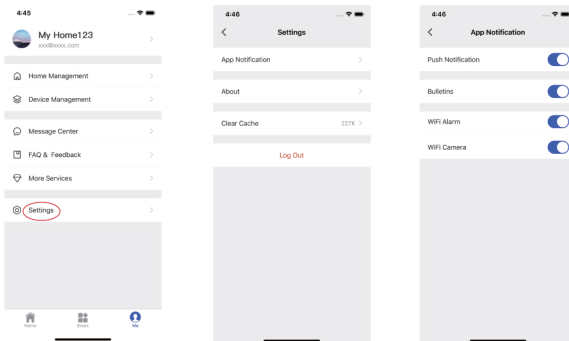 4:45
My Home123
xxx@xxxx.com
Home Management
Device Management
Message Center
FAQ & Feedback
More Services
Settings
Home
Smart
Me
4:46
Settings
App Notification
About
Clear Cache 227K
Log Out
4:46
App Notification
Push Notification
Bulletins
WiFi Alarm
WiFi Camera